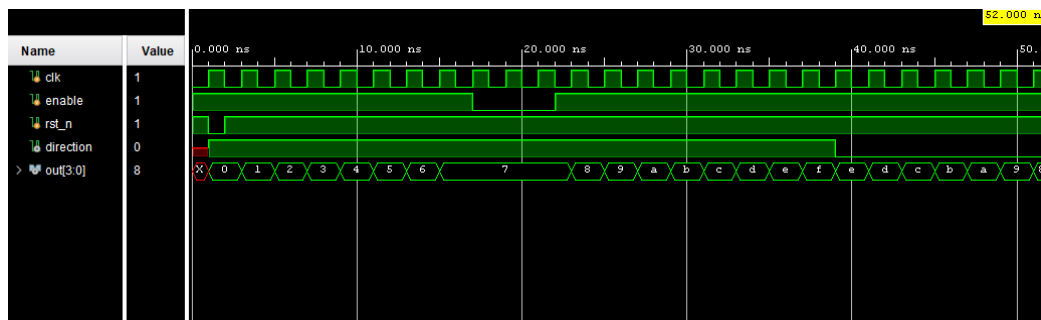 52.000 n
Name Value 0.000 ns 10.000 ns 20.000 ns 30.000 ns 40.000 ns 50.
clk 1
enable 1
rst_n 1
direction 0
out[3:0] 8 X 0 1 2 3 4 5 6 7 8 9 a b c d e f e d c b a 9 8